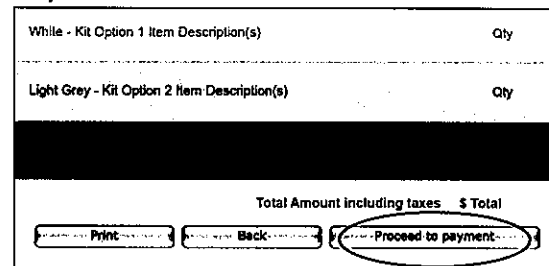 While - Kit Option 1 Item Description(s) Qty
Light Grey - Kit Option 2 Item Description(s) Qty
Total Amount including taxes $ Total
Print Back Proceed to payment